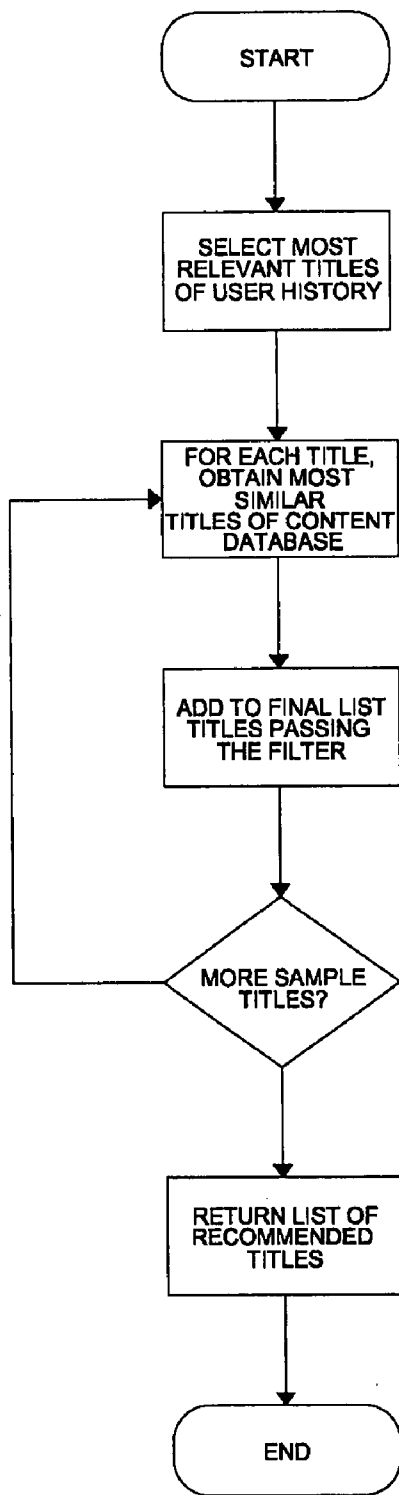 START
SELECT MOST
RELEVANT TITLES
OF USER HISTORY
FOR EACH TITLE,
OBTAIN MOST
SIMILAR
TITLES OF CONTENT
DATABASE
ADD TO FINAL LIST
TITLES PASSING
THE FILTER
MORE SAMPLE
TITLES?
RETURN LIST OF
RECOMMENDED
TITLES
END